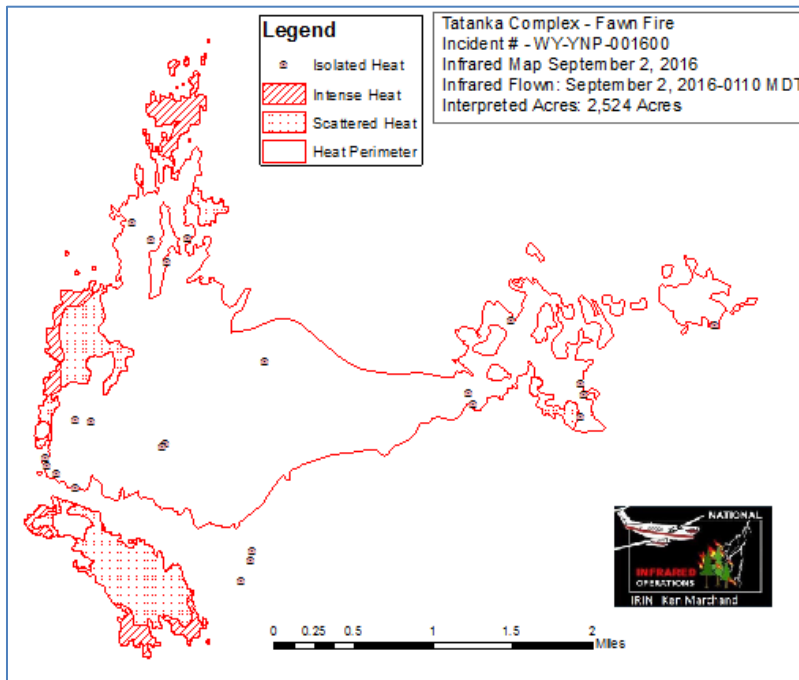 Legend
Isolated Heat
Intense Heat
Scattered Heat
Heat Perimeter
Tatanka Complex - Fawn Fire
Incident # - WY-YNP-001600
Infrared Map September 2, 2016
Infrared Flown: September 2, 2016-0110 MDT
Interpreted Acres: 2,524 Acres
NATIONAL
INFRARED
OPERATIONS
IRIN Ken Marchand
0 0.25 0.5 1 1.5 2
Miles